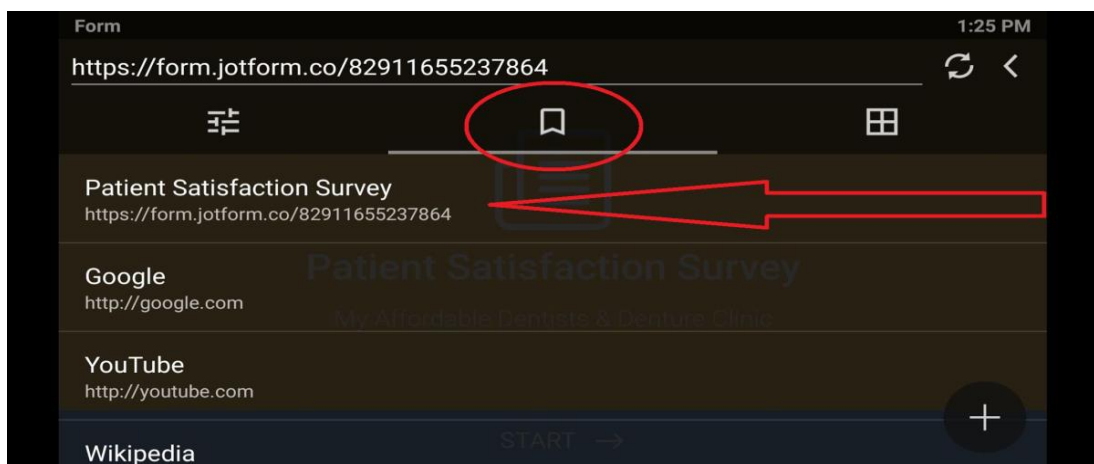 Form
1:25 PM
https://form.jotform.co/82911655237864
Patient Satisfaction Survey
https://form.jotform.co/82911655237864
Google
http://google.com
Patient Satisfaction Survey
My Affordable Dentists & Denture Clinic
YouTube
http://youtube.com
START →
Wikipedia